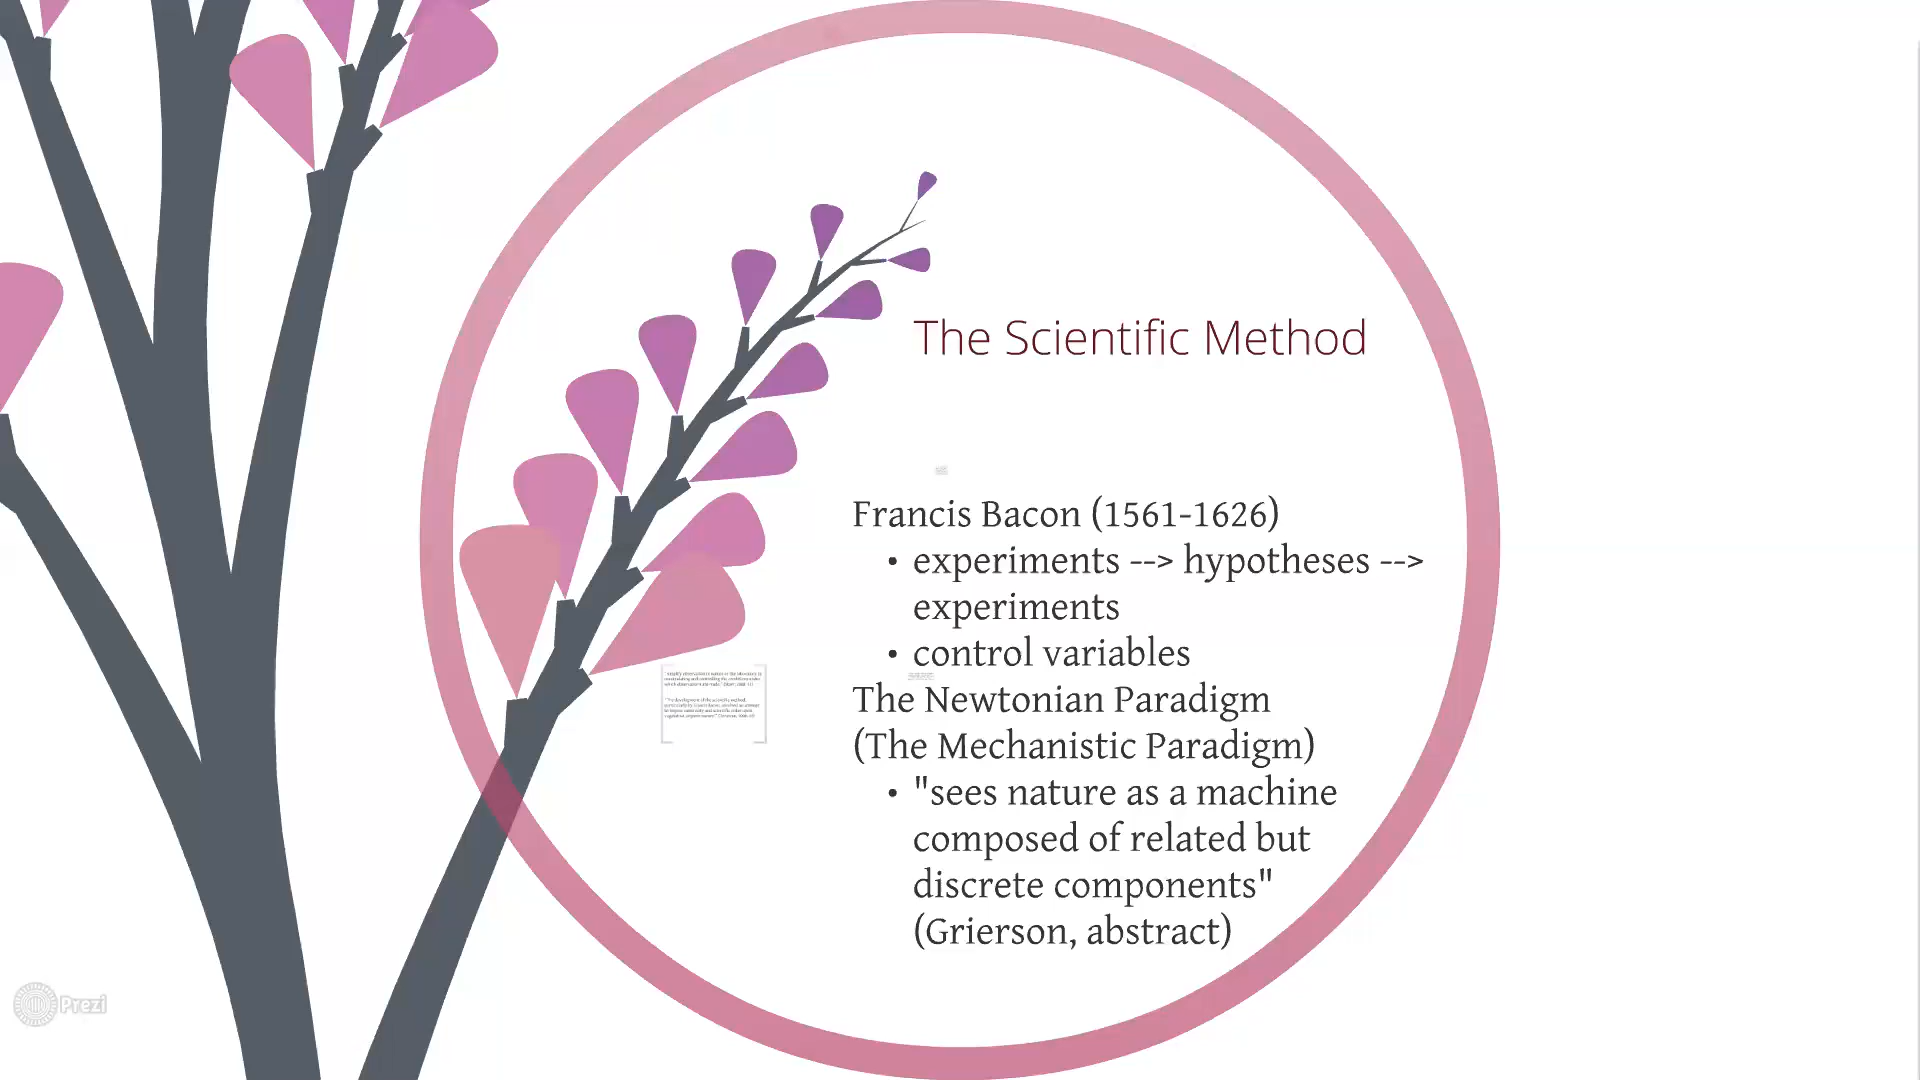 The Scientific Method
Francis Bacon (1561-1626)
• experiments --> hypotheses -->
experiments
• control variables
The Newtonian Paradigm
(The Mechanistic Paradigm)
• "sees nature as a machine
composed of related but
discrete components"
(Grierson, abstract)
Prezi